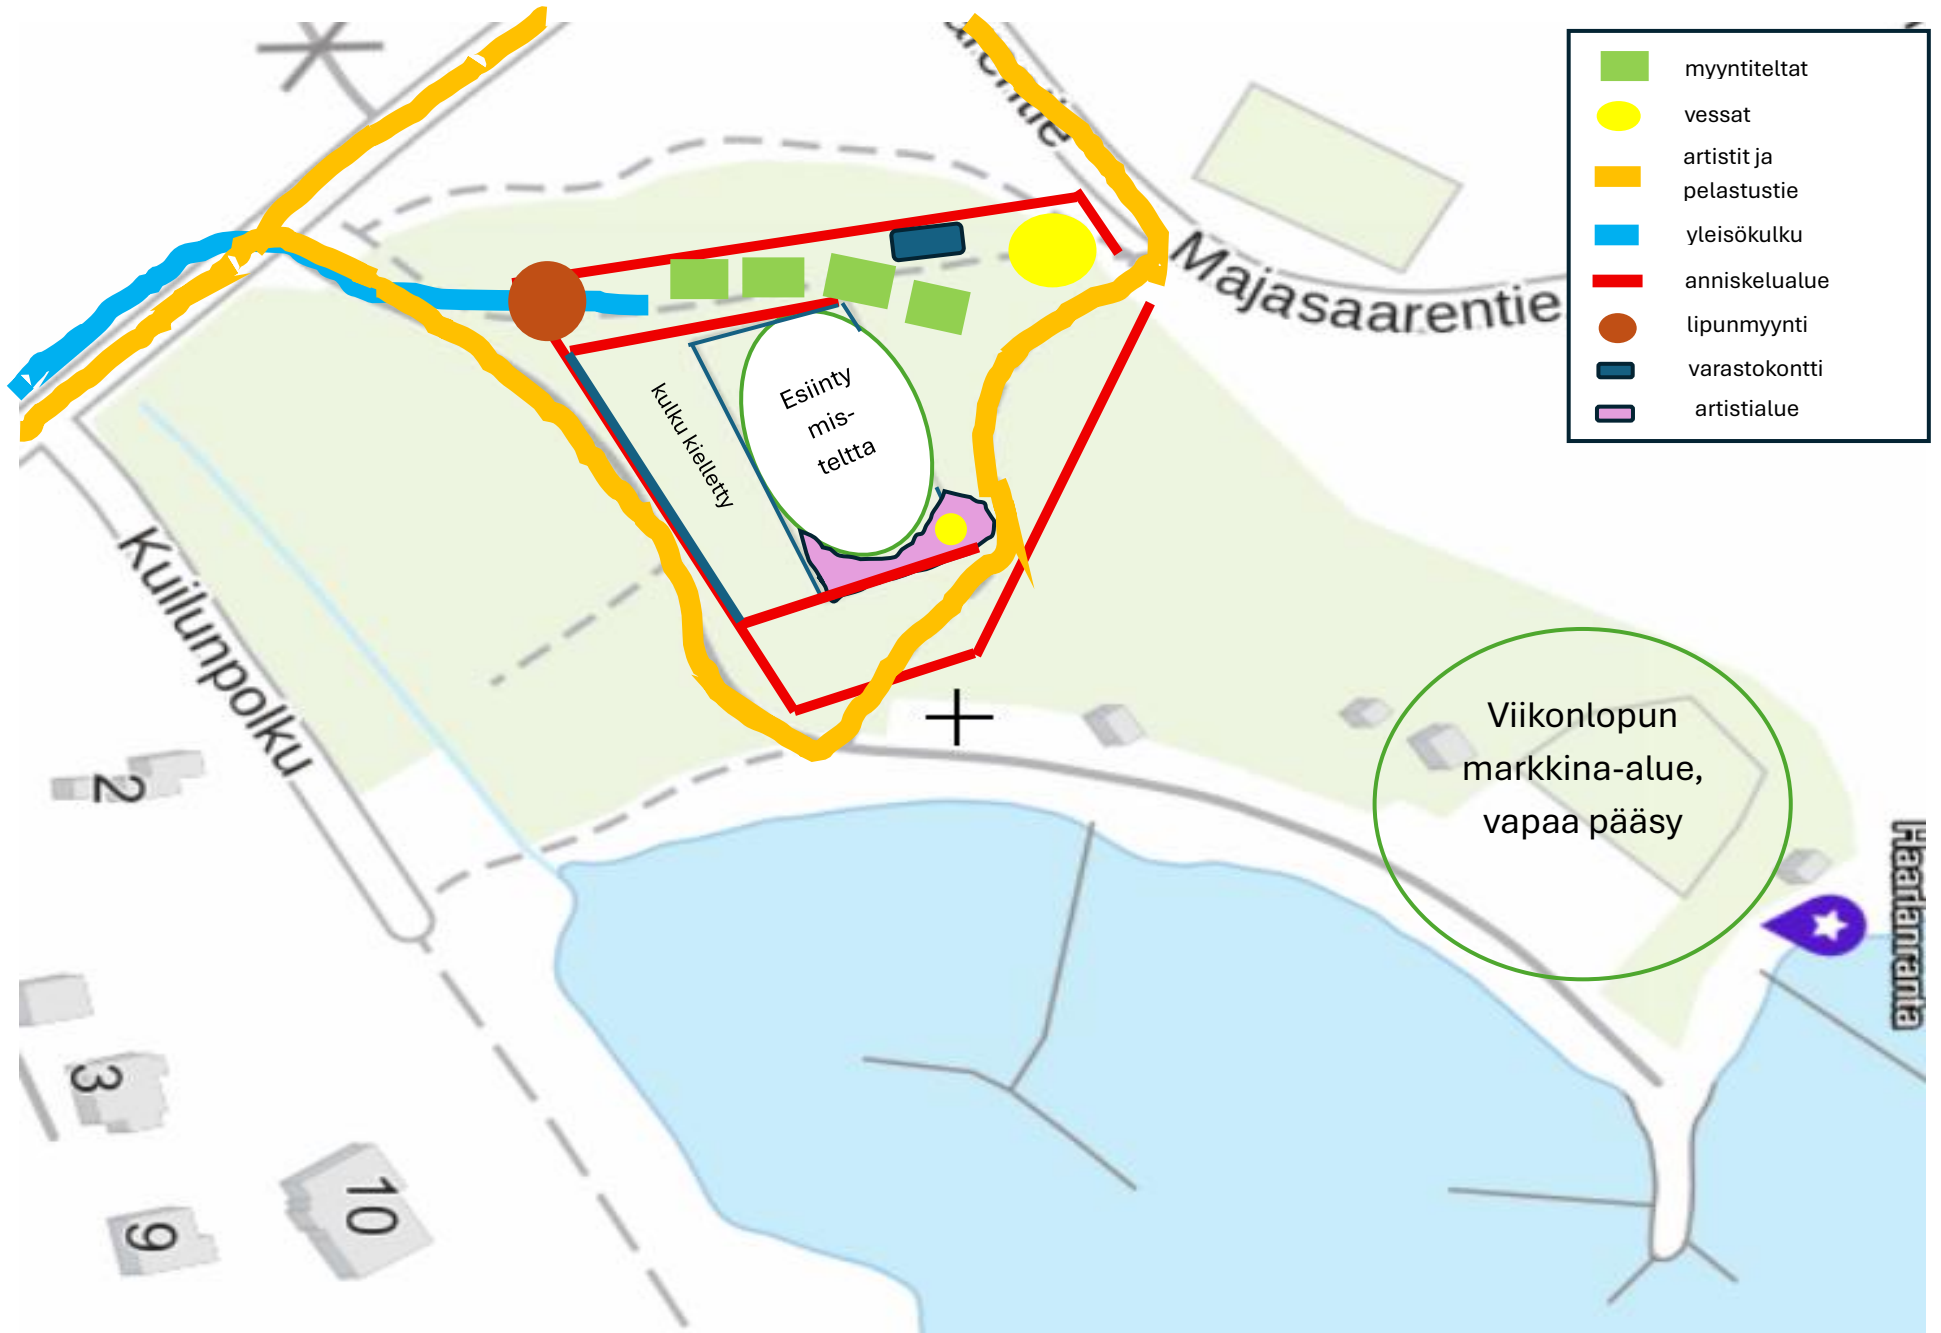 myyntiteltat
vessat
artistit ja
pelastustie
yleisökulku
anniskelualue
lipunmyynti
varastokontti
artistialue
Majasaarentie
Esiinty
mis-
teltta
kulku kielletty
Kuilunpolku
Viikonlopun
markkina-alue,
vapaa pääsy
Haarlanranta
2
3
10
9